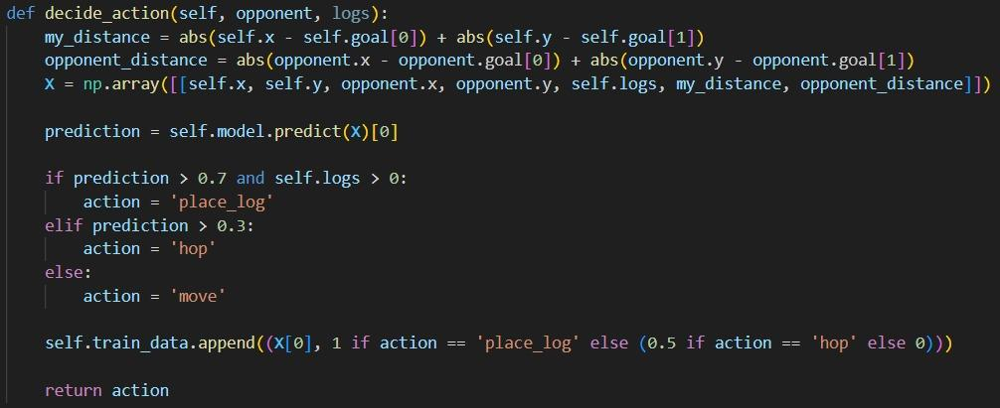 def decide_action(self, opponent, logs):
    my_distance = abs(self.x - self.goal[0]) + abs(self.y - self.goal[1])
    opponent_distance = abs(opponent.x - opponent.goal[0]) + abs(opponent.y - opponent.goal[1])
    X = np.array([[self.x, self.y, opponent.x, opponent.y, self.logs, my_distance, opponent_distance]])

    prediction = self.model.predict(X)[0]

    if prediction > 0.7 and self.logs > 0:
        action = 'place_log'
    elif prediction > 0.3:
        action = 'hop'
    else:
        action = 'move'

    self.train_data.append((X[0], 1 if action == 'place_log' else (0.5 if action == 'hop' else 0)))

    return action